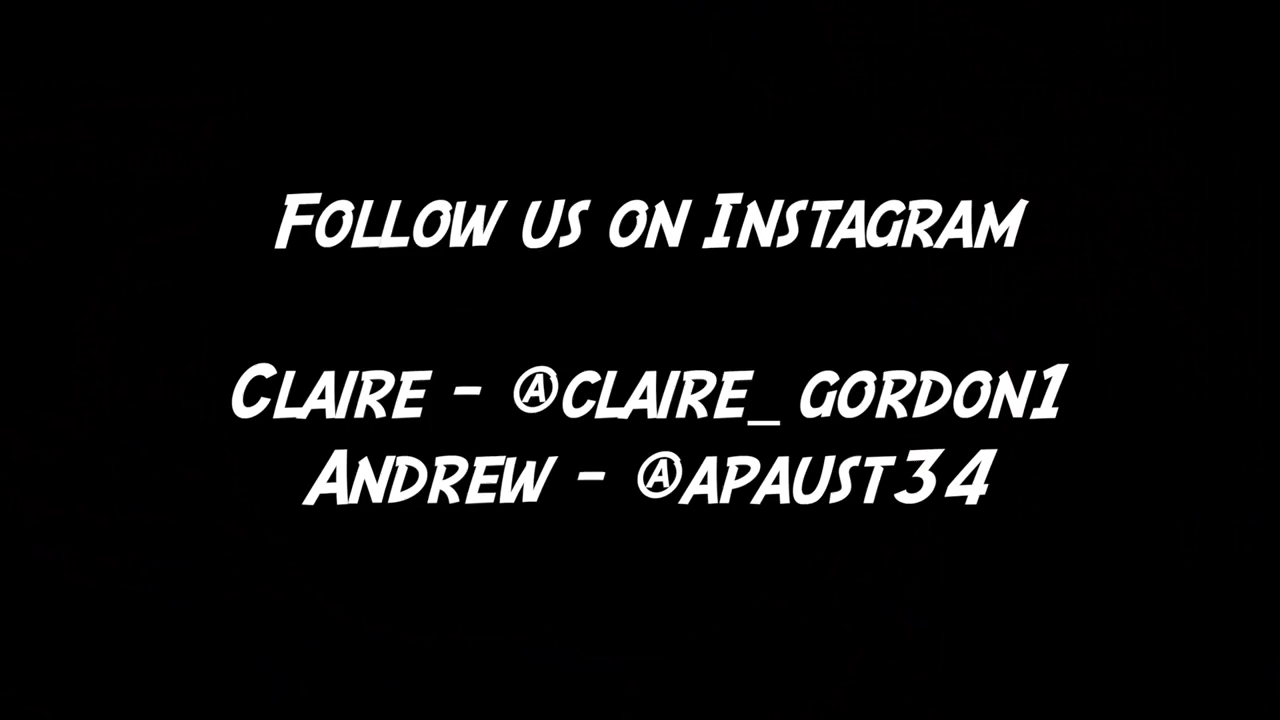 Follow us on Instagram
Claire - @claire_gordon1
Andrew - @apaust34